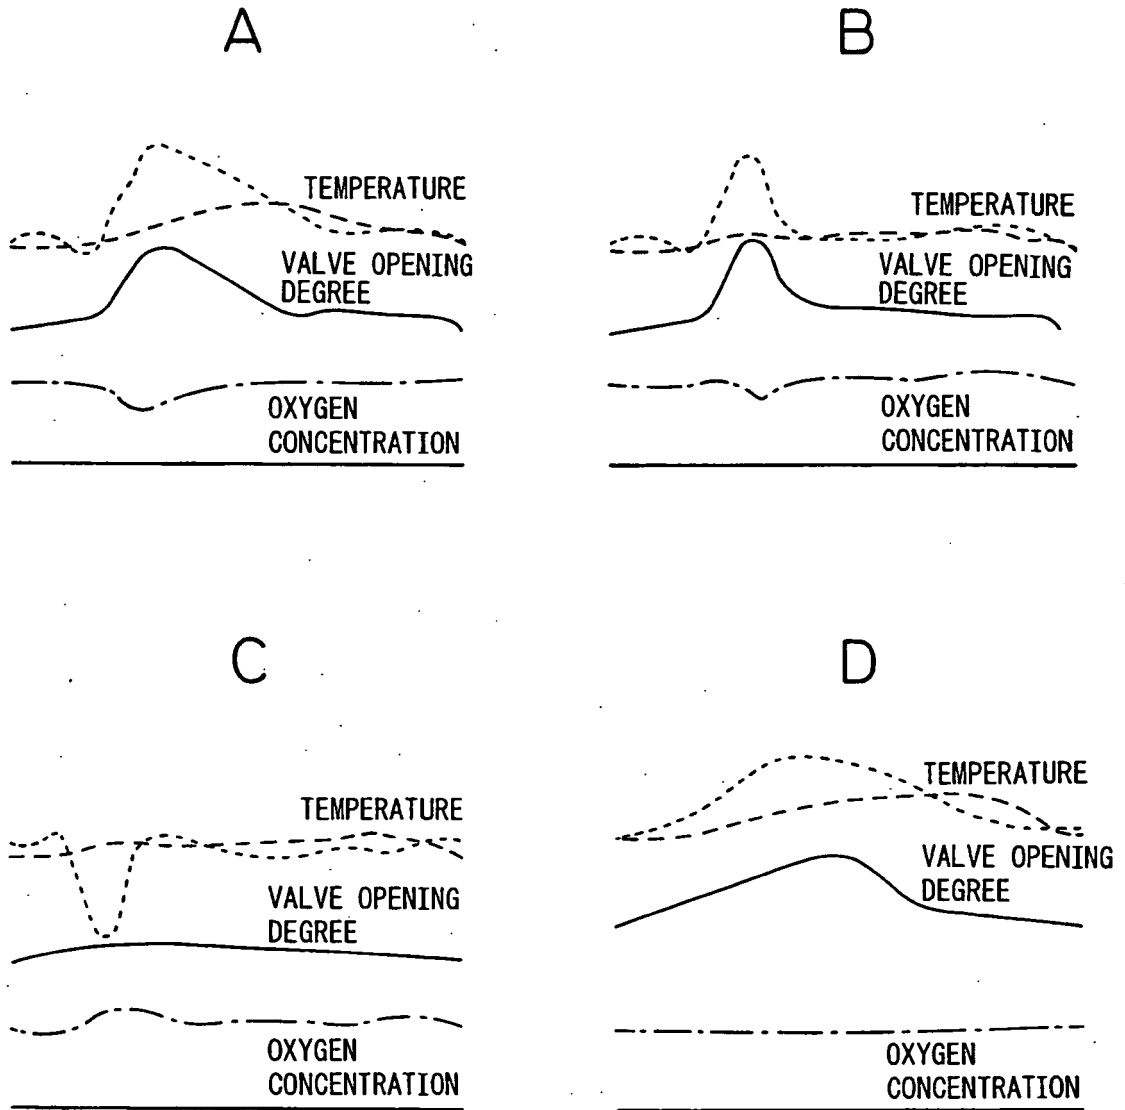 A
TEMPERATURE
VALVE OPENING
DEGREE
OXYGEN
CONCENTRATION
B
TEMPERATURE
VALVE OPENING
DEGREE
OXYGEN
CONCENTRATION
C
TEMPERATURE
VALVE OPENING
DEGREE
OXYGEN
CONCENTRATION
D
TEMPERATURE
VALVE OPENING
DEGREE
OXYGEN
CONCENTRATION